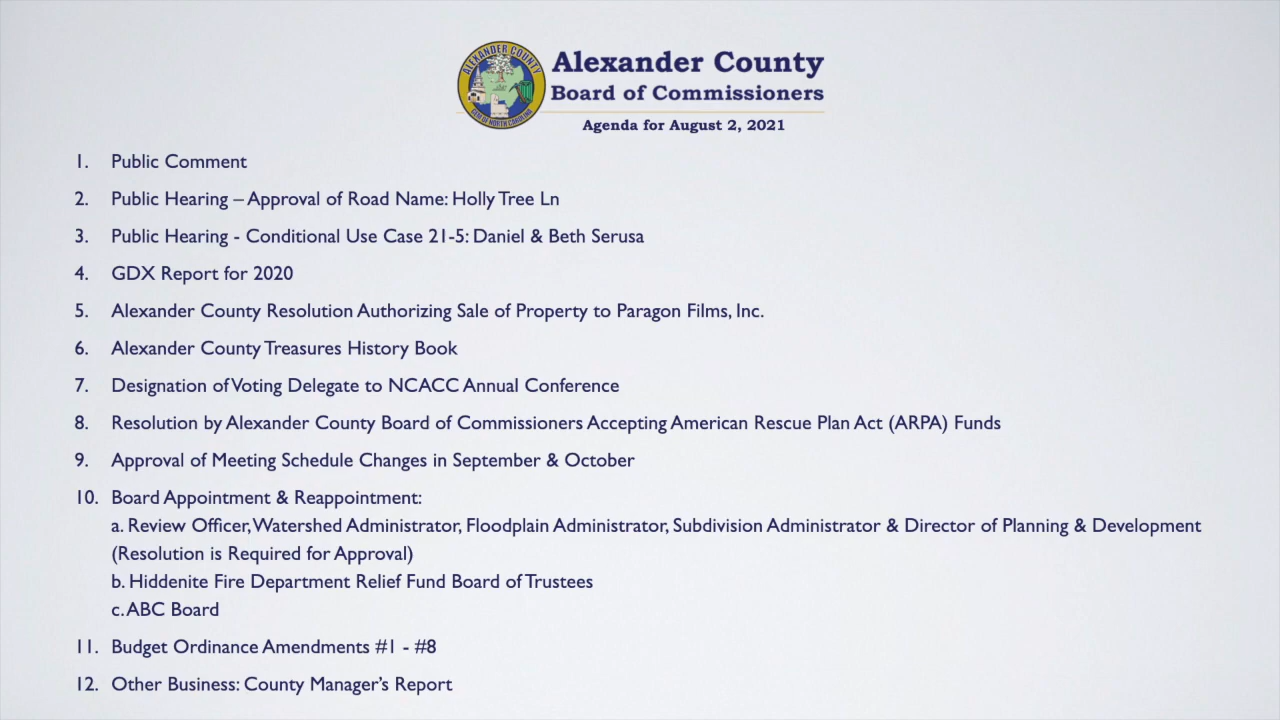 ALEXANDER COUNTY
Alexander County
Board of Commissioners
Agenda for August 2, 2021
1. Public Comment
2. Public Hearing – Approval of Road Name: Holly Tree Ln
3. Public Hearing - Conditional Use Case 21-5: Daniel & Beth Serusa
4. GDX Report for 2020
5. Alexander County Resolution Authorizing Sale of Property to Paragon Films, Inc.
6. Alexander County Treasures History Book
7. Designation of Voting Delegate to NCACC Annual Conference
8. Resolution by Alexander County Board of Commissioners Accepting American Rescue Plan Act (ARPA) Funds
9. Approval of Meeting Schedule Changes in September & October
10. Board Appointment & Reappointment:
a. Review Officer, Watershed Administrator, Floodplain Administrator, Subdivision Administrator & Director of Planning & Development
(Resolution is Required for Approval)
b. Hiddenite Fire Department Relief Fund Board of Trustees
c. ABC Board
11. Budget Ordinance Amendments #1 - #8
12. Other Business: County Manager's Report